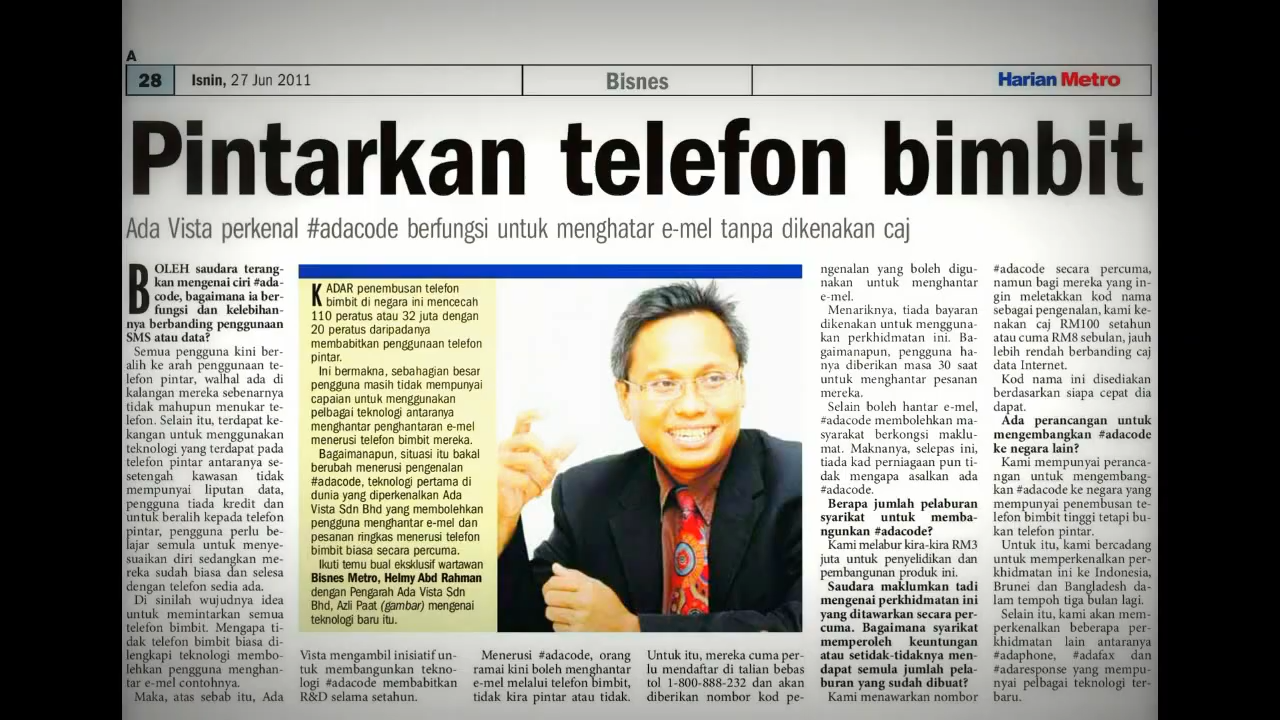 A
28
Isnin, 27 Jun 2011
Bisnes
Harian Metro
Pintarkan telefon bimbit
Ada Vista perkenal #adacode berfungsi untuk menghatar e-mel tanpa dikenakan caj
BOLEH saudara terang-
kan mengenai ciri #ada-
code, bagaimana ia ber-
fungsi dan kelebihan-
nya berbanding penggunaan
SMS atau data?
Semua pengguna kini ber-
alih ke arah penggunaan te-
lefon pintar, walhal ada di
kalangan mereka sebenarnya
tidak mahupun menukar te-
lefon. Selain itu, terdapat ke-
kangan untuk menggunakan
teknologi yang terdapat pada
telefon pintar antaranya se-
setengah kawasan tidak
mempunyai liputan data,
pengguna tiada kredit dan
untuk beralih kepada telefon
pintar, pengguna perlu be-
lajar semula untuk menye-
suaikan diri sedangkan me-
reka sudah biasa dan selesa
dengan telefon sedia ada.
Di sinilah wujudnya idea
untuk memintarkan semua
telefon bimbit. Mengapa ti-
dak telefon bimbit biasa di-
lengkapi teknologi membo-
lehkan pengguna menghan-
tar e-mel contohnya.
Maka, atas sebab itu, Ada
KADAR penembusan telefon
bimbit di negara ini mencecah
110 peratus atau 32 juta dengan
20 peratus daripadanya
membabitkan penggunaan telefon
pintar.
Ini bermakna, sebahagian besar
pengguna masih tidak mempunyai
capaian untuk menggunakan
pelbagai teknologi antaranya
menghantar penghantaran e-mel
menerusi telefon bimbit mereka.
Bagaimanapun, situasi itu bakal
berubah menerusi pengenalan
#adacode, teknologi pertama di
dunia yang diperkenalkan Ada
Vista Sdn Bhd yang membolehkan
pengguna menghantar e-mel dan
pesanan ringkas menerusi telefon
bimbit biasa secara percuma.
Ikuti temu bual eksklusif wartawan
Bisnes Metro, Helmy Abd Rahman
dengan Pengarah Ada Vista Sdn
Bhd, Azli Paat (gambar) mengenai
teknologi baru itu.
Vista mengambil inisiatif un-
tuk membangunkan tekno-
logi #adacode membabitkan
R&D selama setahun.
Menerusi #adacode, orang
ramai kini boleh menghantar
e-mel melalui telefon bimbit,
tidak kira pintar atau tidak.
Untuk itu, mereka cuma per-
lu mendaftar di talian bebas
tol 1-800-888-232 dan akan
diberikan nombor kod pe-
ngenalan yang boleh digu-
nakan untuk menghantar
e-mel.
Menariknya, tiada bayaran
dikenakan untuk mengguna-
kan perkhidmatan ini. Ba-
gaimanapun, pengguna ha-
nya diberikan masa 30 saat
untuk menghantar pesanan
mereka.
Selain boleh hantar e-mel,
#adacode membolehkan ma-
syarakat berkongsi maklu-
mat. Maknanya, selepas ini,
tiada kad perniagaan pun ti-
dak mengapa asalkan ada
#adacode.
Berapa jumlah pelaburan
syarikat untuk memba-
ngunkan #adacode?
Kami melabur kira-kira RM3
juta untuk penyelidikan dan
pembangunan produk ini.
Saudara maklumkan tadi
mengenai perkhidmatan ini
yang ditawarkan secara per-
cuma. Bagaimana syarikat
memperoleh keuntungan
atau setidak-tidaknya men-
dapat semula jumlah pela-
buran yang sudah dibuat?
Kami menawarkan nombor
#adacode secara percuma,
namun bagi mereka yang in-
gin meletakkan kod nama
sebagai pengenalan, kami ke-
nakan caj RM100 setahun
atau cuma RM8 sebulan, jauh
lebih rendah berbanding caj
data Internet.
Kod nama ini disediakan
berdasarkan siapa cepat dia
dapat.
Ada perancangan untuk
mengembangkan #adacode
ke negara lain?
Kami mempunyai peranca-
ngan untuk mengembang-
kan #adacode ke negara yang
mempunyai penembusan te-
lefon bimbit tinggi tetapi bu-
kan telefon pintar.
Untuk itu, kami bercadang
untuk memperkenalkan per-
khidmatan ini ke Indonesia,
Brunei dan Bangladesh da-
lam tempoh tiga bulan lagi.
Selain itu, kami akan mem-
perkenalkan beberapa per-
khidmatan lain antaranya
#adaphone, #adafax dan
#adaresponse yang mempu-
nyai pelbagai teknologi ter-
baru.